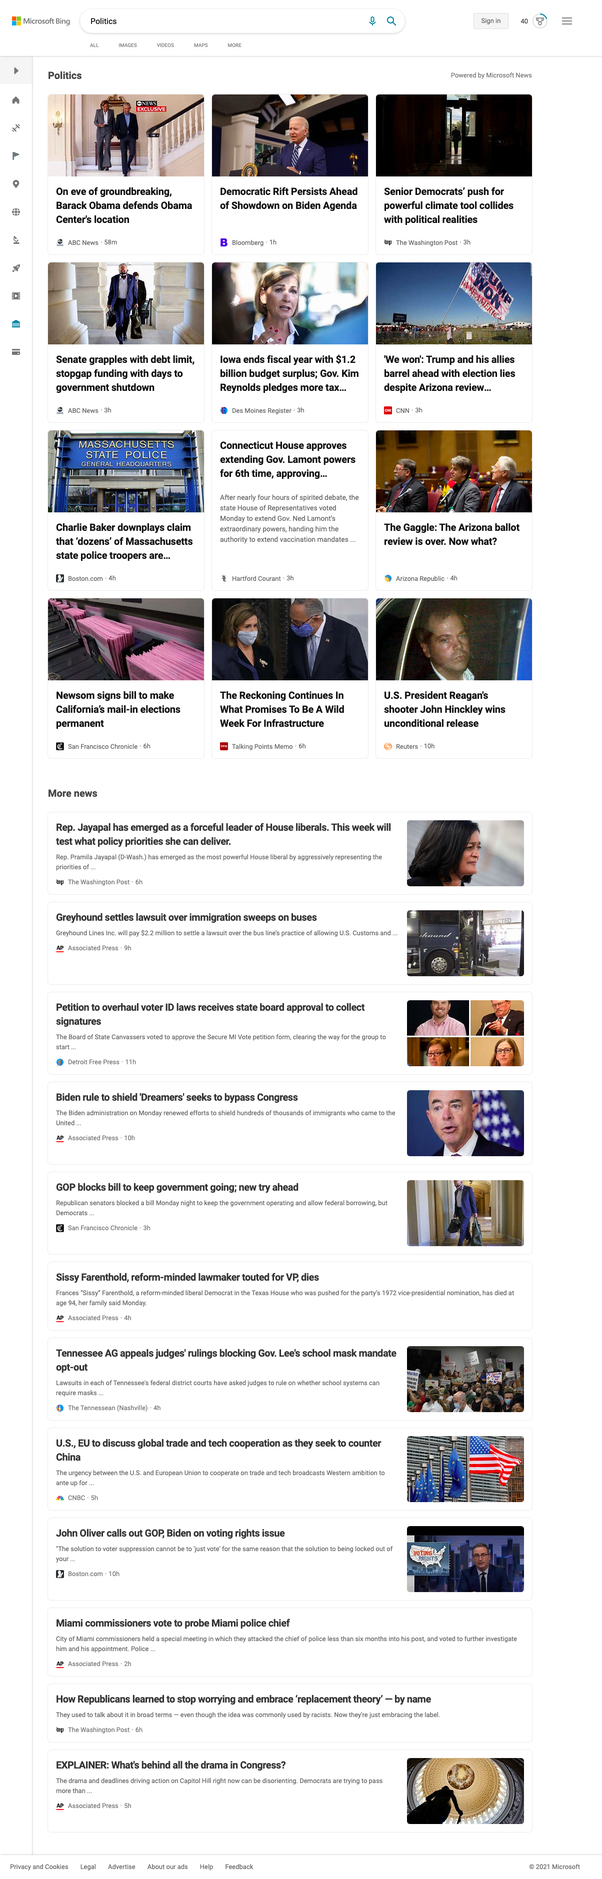 Microsoft Bing
Politics
Sign in
40
ALL
IMAGES
VIDEOS
MAPS
MORE
Politics
Powered by Microsoft News
NEWS
EXCLUSIVE
On eve of groundbreaking,
Barack Obama defends Obama
Center's location
ABC News · 58m
Democratic Rift Persists Ahead
of Showdown on Biden Agenda
Bloomberg · 1h
Senior Democrats' push for
powerful climate tool collides
with political realities
The Washington Post · 3h
Senate grapples with debt limit,
stopgap funding with days to
government shutdown
ABC News · 3h
Iowa ends fiscal year with $1.2
billion budget surplus; Gov. Kim
Reynolds pledges more tax...
Des Moines Register · 3h
TRUMP
WON
'We won': Trump and his allies
barrel ahead with election lies
despite Arizona review...
CNN · 3h
MASSACHUSETTS
STATE POLICE
GENERAL HEADQUARTERS
Charlie Baker downplays claim
that 'dozens' of Massachusetts
state police troopers are...
Boston.com · 4h
Connecticut House approves
extending Gov. Lamont powers
for 6th time, approving...
After nearly four hours of spirited debate, the
state House of Representatives voted
Monday to extend Gov. Ned Lamont's
extraordinary powers, handing him the
authority to extend vaccination mandates ...
Hartford Courant · 3h
The Gaggle: The Arizona ballot
review is over. Now what?
Arizona Republic · 4h
Newsom signs bill to make
California's mail-in elections
permanent
San Francisco Chronicle · 6h
The Reckoning Continues In
What Promises To Be A Wild
Week For Infrastructure
Talking Points Memo · 6h
U.S. President Reagan's
shooter John Hinckley wins
unconditional release
Reuters · 10h
More news
Rep. Jayapal has emerged as a forceful leader of House liberals. This week will
test what policy priorities she can deliver.
Rep. Pramila Jayapal (D-Wash.) has emerged as the most powerful House liberal by aggressively representing the
priorities of ...
The Washington Post · 6h
Greyhound settles lawsuit over immigration sweeps on buses
Greyhound Lines Inc. will pay $2.2 million to settle a lawsuit over the bus line's practice of allowing U.S. Customs and ...
AP Associated Press · 9h
Petition to overhaul voter ID laws receives state board approval to collect
signatures
The Board of State Canvassers voted to approve the Secure MI Vote petition form, clearing the way for the group to
start ...
Detroit Free Press · 11h
Biden rule to shield 'Dreamers' seeks to bypass Congress
The Biden administration on Monday renewed efforts to shield hundreds of thousands of immigrants who came to the
United ...
AP Associated Press · 10h
GOP blocks bill to keep government going; new try ahead
Republican senators blocked a bill Monday night to keep the government operating and allow federal borrowing, but
Democrats ...
San Francisco Chronicle · 3h
Sissy Farenthold, reform-minded lawmaker touted for VP, dies
Frances "Sissy" Farenthold, a reform-minded liberal Democrat in the Texas House who was pushed for the party's 1972 vice-presidential nomination, has died at
age 94, her family said Monday.
AP Associated Press · 4h
Tennessee AG appeals judges' rulings blocking Gov. Lee's school mask mandate
opt-out
Lawsuits in each of Tennessee's federal district courts have asked judges to rule on whether school systems can
require masks ...
The Tennessean (Nashville) · 4h
U.S., EU to discuss global trade and tech cooperation as they seek to counter
China
The urgency between the U.S. and European Union to cooperate on trade and tech broadcasts Western ambition to
ante up for ...
CNBC · 5h
John Oliver calls out GOP, Biden on voting rights issue
"The solution to voter suppression cannot be to 'just vote' for the same reason that the solution to being locked out of
your ...
Boston.com · 10h
VOTING
RIGHTS
Miami commissioners vote to probe Miami police chief
City of Miami commissioners held a special meeting in which they attacked the chief of police less than six months into his post, and voted to further investigate
him and his appointment. Police ...
AP Associated Press · 2h
How Republicans learned to stop worrying and embrace 'replacement theory' — by name
They used to talk about it in broad terms — even though the idea was commonly used by racists. Now they're just embracing the label.
The Washington Post · 6h
EXPLAINER: What's behind all the drama in Congress?
The drama and deadlines driving action on Capitol Hill right now can be disorienting. Democrats are trying to pass
more than ...
AP Associated Press · 5h
Privacy and Cookies
Legal
Advertise
About our ads
Help
Feedback
© 2021 Microsoft